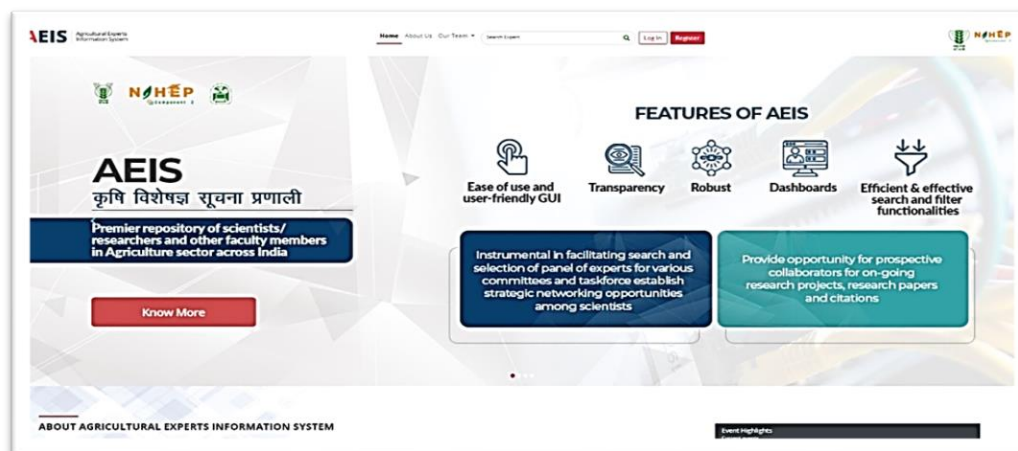 AEIS
Agricultural Experts
Information System
Home About Us Our Team
Search Expert
Log In
Register
NAHEP
NAHEP
Component 2
AEIS
कृषि विशेषज्ञ सूचना प्रणाली
Premier repository of scientists/
researchers and other faculty members
in Agriculture sector across India
Know More
FEATURES OF AEIS
Ease of use and
user-friendly GUI
Transparency
Robust
Dashboards
Efficient & effective
search and filter
functionalities
Instrumental in facilitating search and
selection of panel of experts for various
committees and taskforce establish
strategic networking opportunities
among scientists
Provide opportunity for prospective
collaborators for on-going
research projects, research papers
and citations
ABOUT AGRICULTURAL EXPERTS INFORMATION SYSTEM
Event Highlights